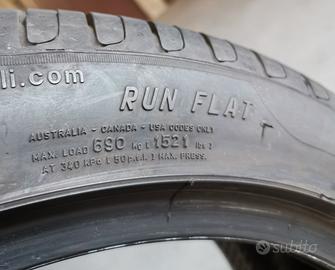 li.com
RUN FLAT
AUSTRALIA - CANADA - USA CODES ONLY
MAX. LOAD 690 kg [ 1521 lbs ]
AT 340 KPa [ 50 p.s.i. ] MAX. PRESS.
subito